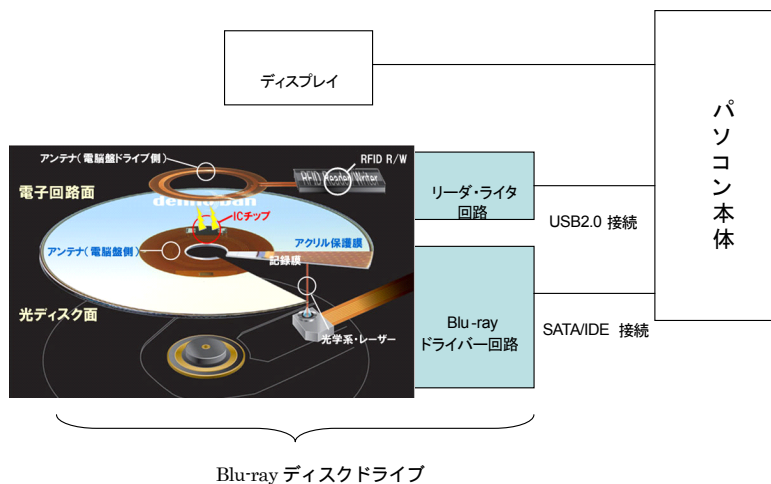 ディスプレイ
パソコン本体
アンテナ(電脳盤ドライブ側)
RFID R/W
RFID Reader Writer
電子回路面
denno ban
ICチップ
アンテナ(電脳盤側)
アクリル保護膜
記録膜
光ディスク面
光学系・レーザー
リーダ・ライタ
回路
USB2.0 接続
Blu-ray
ドライバー回路
SATA/IDE 接続
Blu-ray ディスクドライブ